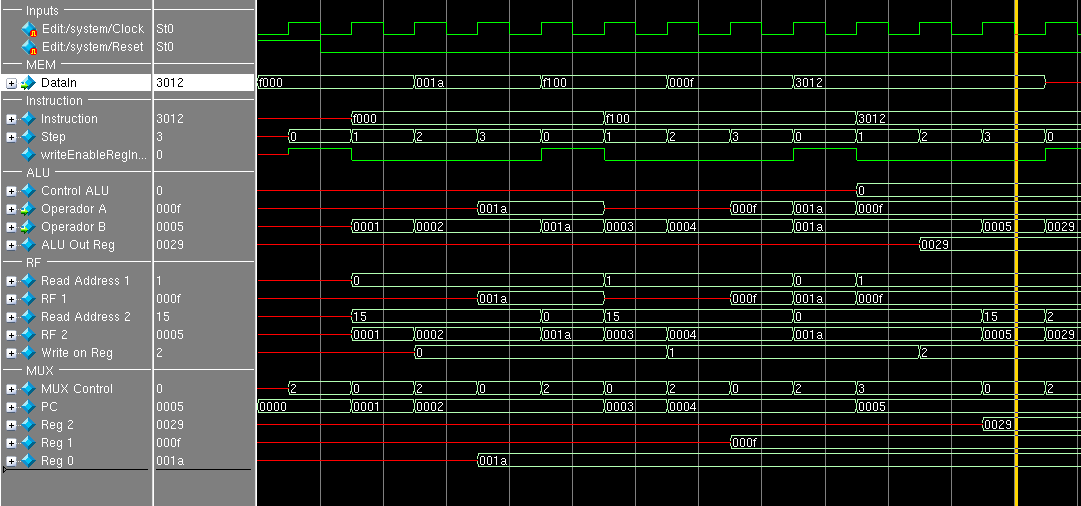 Inputs
Edit:/system/Clock St0
Edit:/system/Reset St0
MEM
DataIn 3012 f000 001a f100 000f 3012
Instruction
Instruction 3012 f000 f100 3012
Step 3 0 1 2 3 0 1 2 3 0 1 2 3 0
writeEnableRegIn... 0
ALU
Control ALU 0 0
Operador A 000f 001a 000f 001a 000f
Operador B 0005 0001 0002 001a 0003 0004 001a 0005 0029
ALU Out Reg 0029 0029
RF
Read Address 1 1 0 1 0 1
RF 1 000f 001a 000f 001a 000f
Read Address 2 15 15 0 15 0 15 2
RF 2 0005 0001 0002 001a 0003 0004 001a 0005 0029
Write on Reg 2 0 1 2
MUX
MUX Control 0 2 0 2 0 2 0 2 0 2 3 0 2
PC 0005 0000 0001 0002 0003 0004 0005
Reg 2 0029 0029
Reg 1 000f 000f
Reg 0 001a 001a